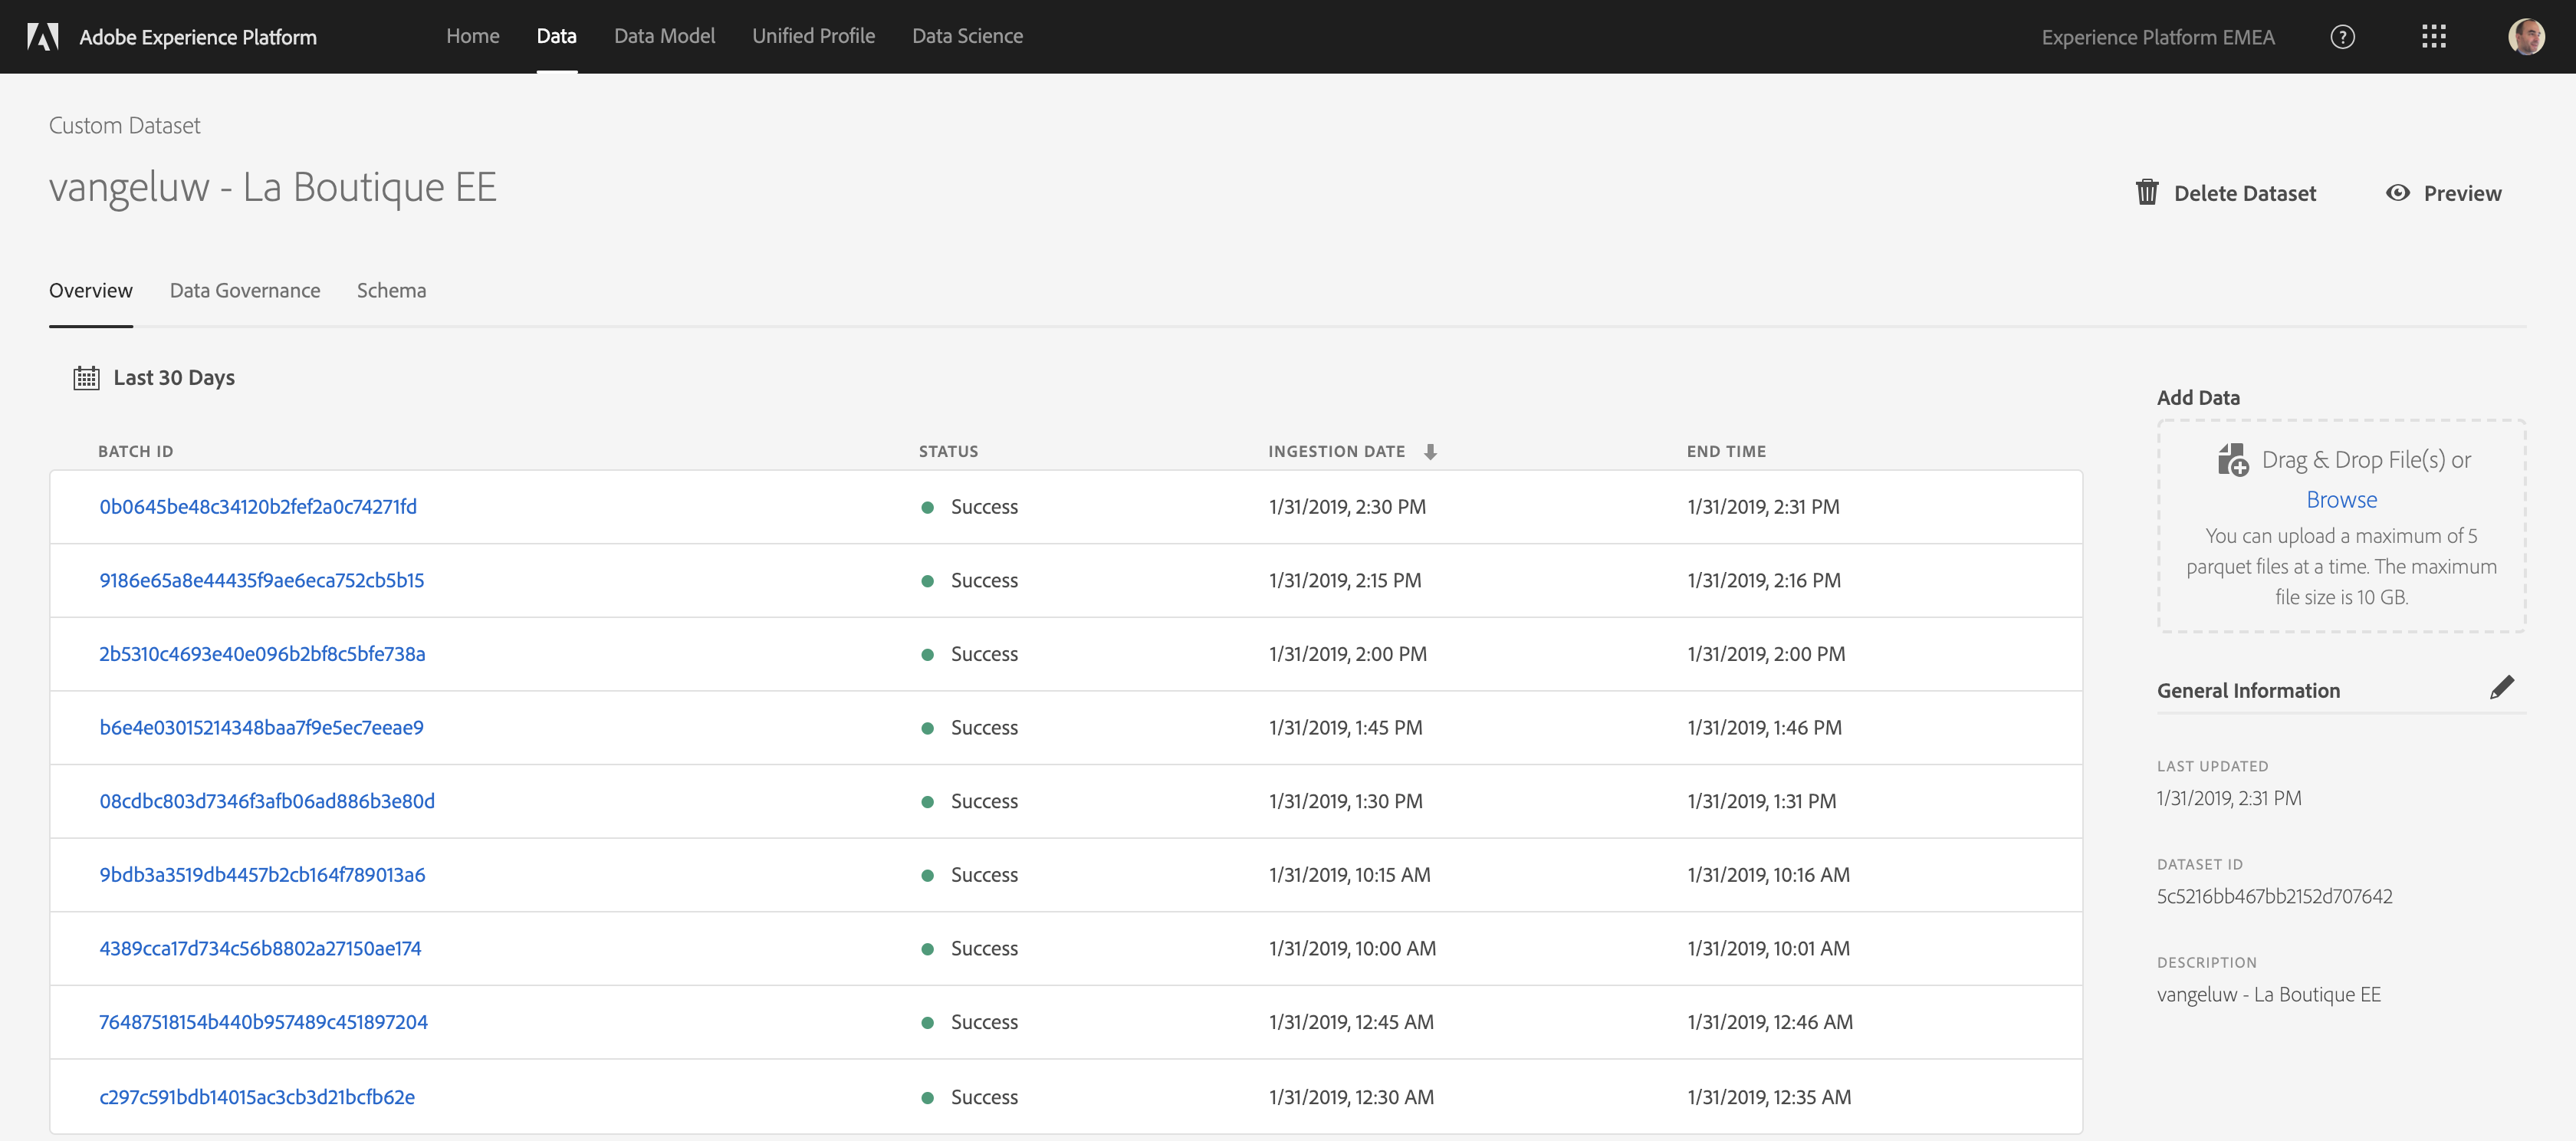 Adobe Experience Platform Home Data Data Model Unified Profile Data Science Experience Platform EMEA ?
Custom Dataset
vangeluw - La Boutique EE
Delete Dataset Preview
Overview Data Governance Schema
Last 30 Days
BATCH ID STATUS INGESTION DATE END TIME
0b0645be48c34120b2fef2a0c74271fd Success 1/31/2019, 2:30 PM 1/31/2019, 2:31 PM
9186e65a8e44435f9ae6eca752cb5b15 Success 1/31/2019, 2:15 PM 1/31/2019, 2:16 PM
2b5310c4693e40e096b2bf8c5bfe738a Success 1/31/2019, 2:00 PM 1/31/2019, 2:00 PM
b6e4e03015214348baa7f9e5ec7eeae9 Success 1/31/2019, 1:45 PM 1/31/2019, 1:46 PM
08cdbc803d7346f3afb06ad886b3e80d Success 1/31/2019, 1:30 PM 1/31/2019, 1:31 PM
9bdb3a3519db4457b2cb164f789013a6 Success 1/31/2019, 10:15 AM 1/31/2019, 10:16 AM
4389cca17d734c56b8802a27150ae174 Success 1/31/2019, 10:00 AM 1/31/2019, 10:01 AM
76487518154b440b957489c451897204 Success 1/31/2019, 12:45 AM 1/31/2019, 12:46 AM
c297c591bdb14015ac3cb3d21bcfb62e Success 1/31/2019, 12:30 AM 1/31/2019, 12:35 AM
Add Data
Drag & Drop File(s) or
Browse
You can upload a maximum of 5
parquet files at a time. The maximum
file size is 10 GB.
General Information
LAST UPDATED
1/31/2019, 2:31 PM
DATASET ID
5c5216bb467bb2152d707642
DESCRIPTION
vangeluw - La Boutique EE